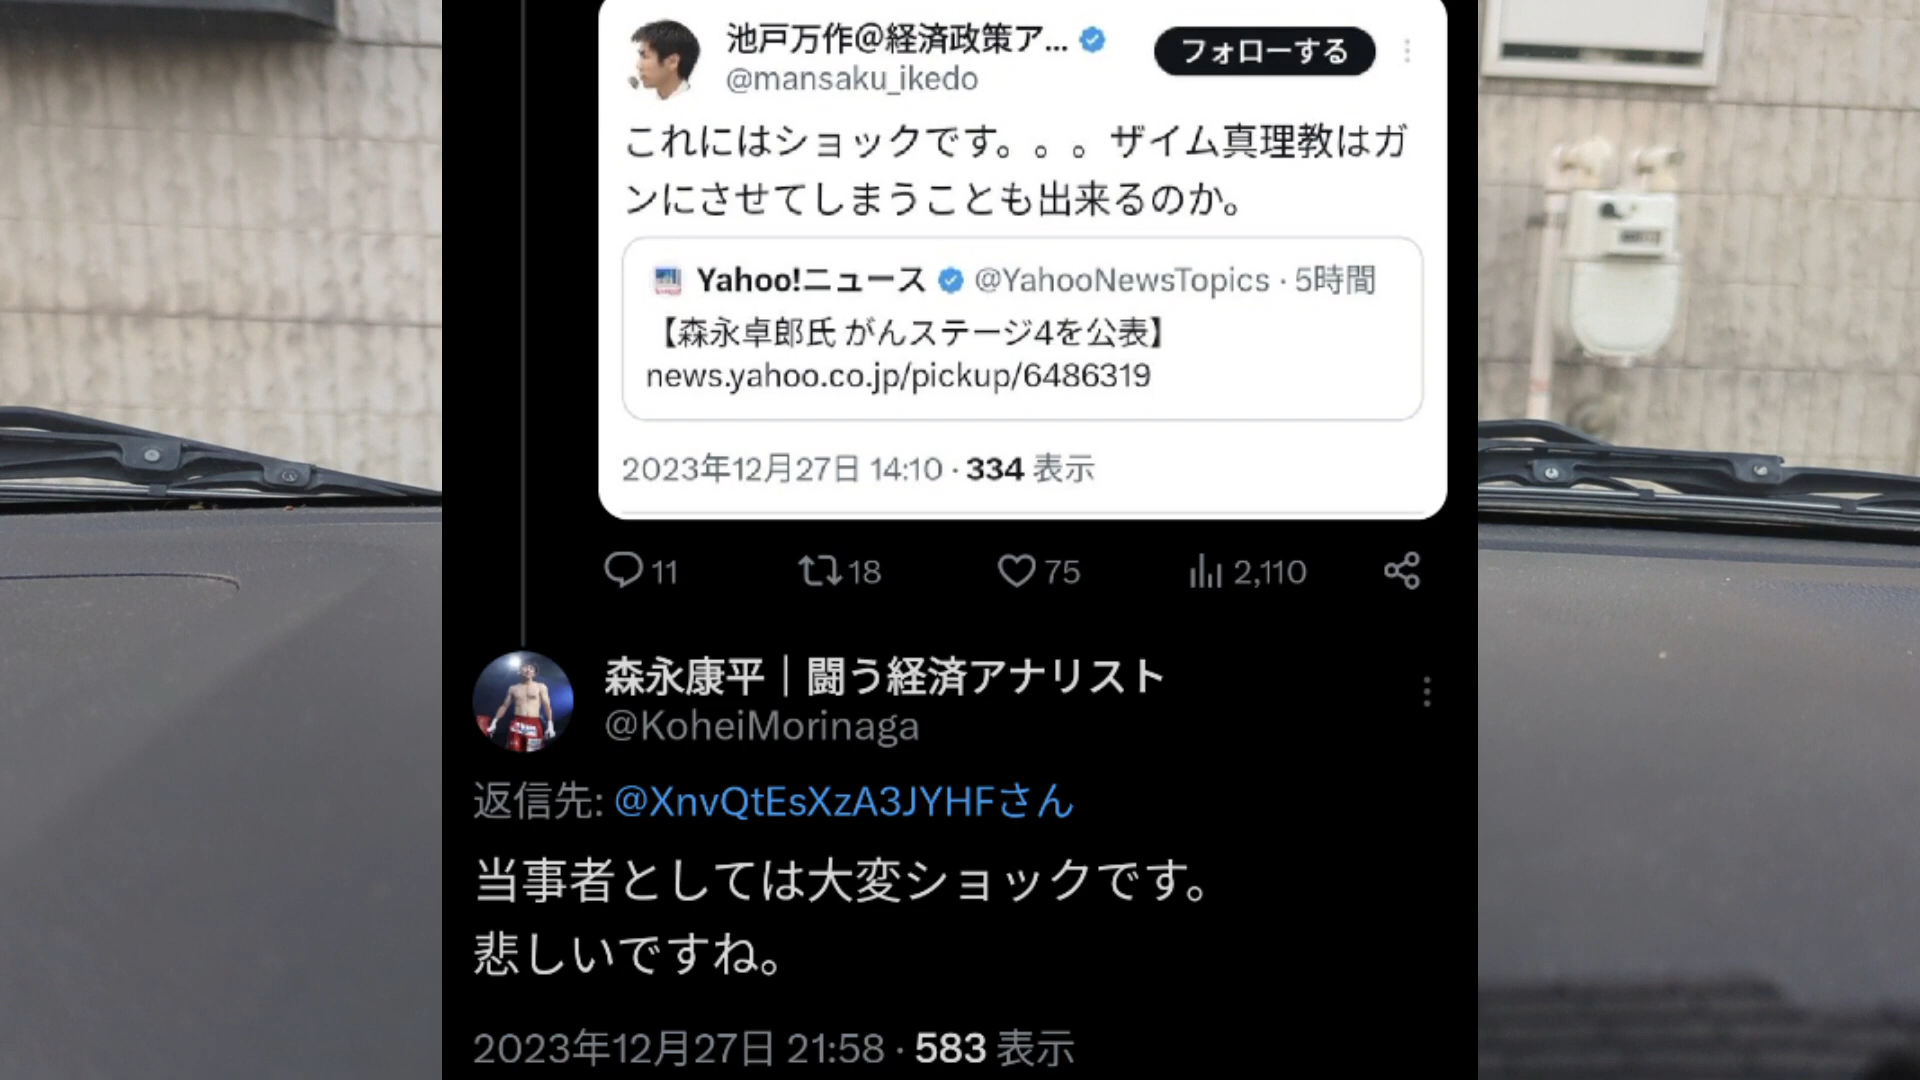 池戸万作@経済政策ア...
フォローする
@mansaku_ikedo
これにはショックです。。。ザイム真理教はガ
ンにさせてしまうことも出来るのか。
Yahoo!ニュース @YahooNewsTopics · 5時間
【森永卓郎氏 がんステージ4を公表】
news.yahoo.co.jp/pickup/6486319
2023年12月27日 14:10 · 334 表示
11 18 75 2,110
森永康平｜闘う経済アナリスト
@KoheiMorinaga
返信先: @XnvQtEsXzA3JYHFさん
当事者としては大変ショックです。
悲しいですね。
2023年12月27日 21:58 · 583 表示